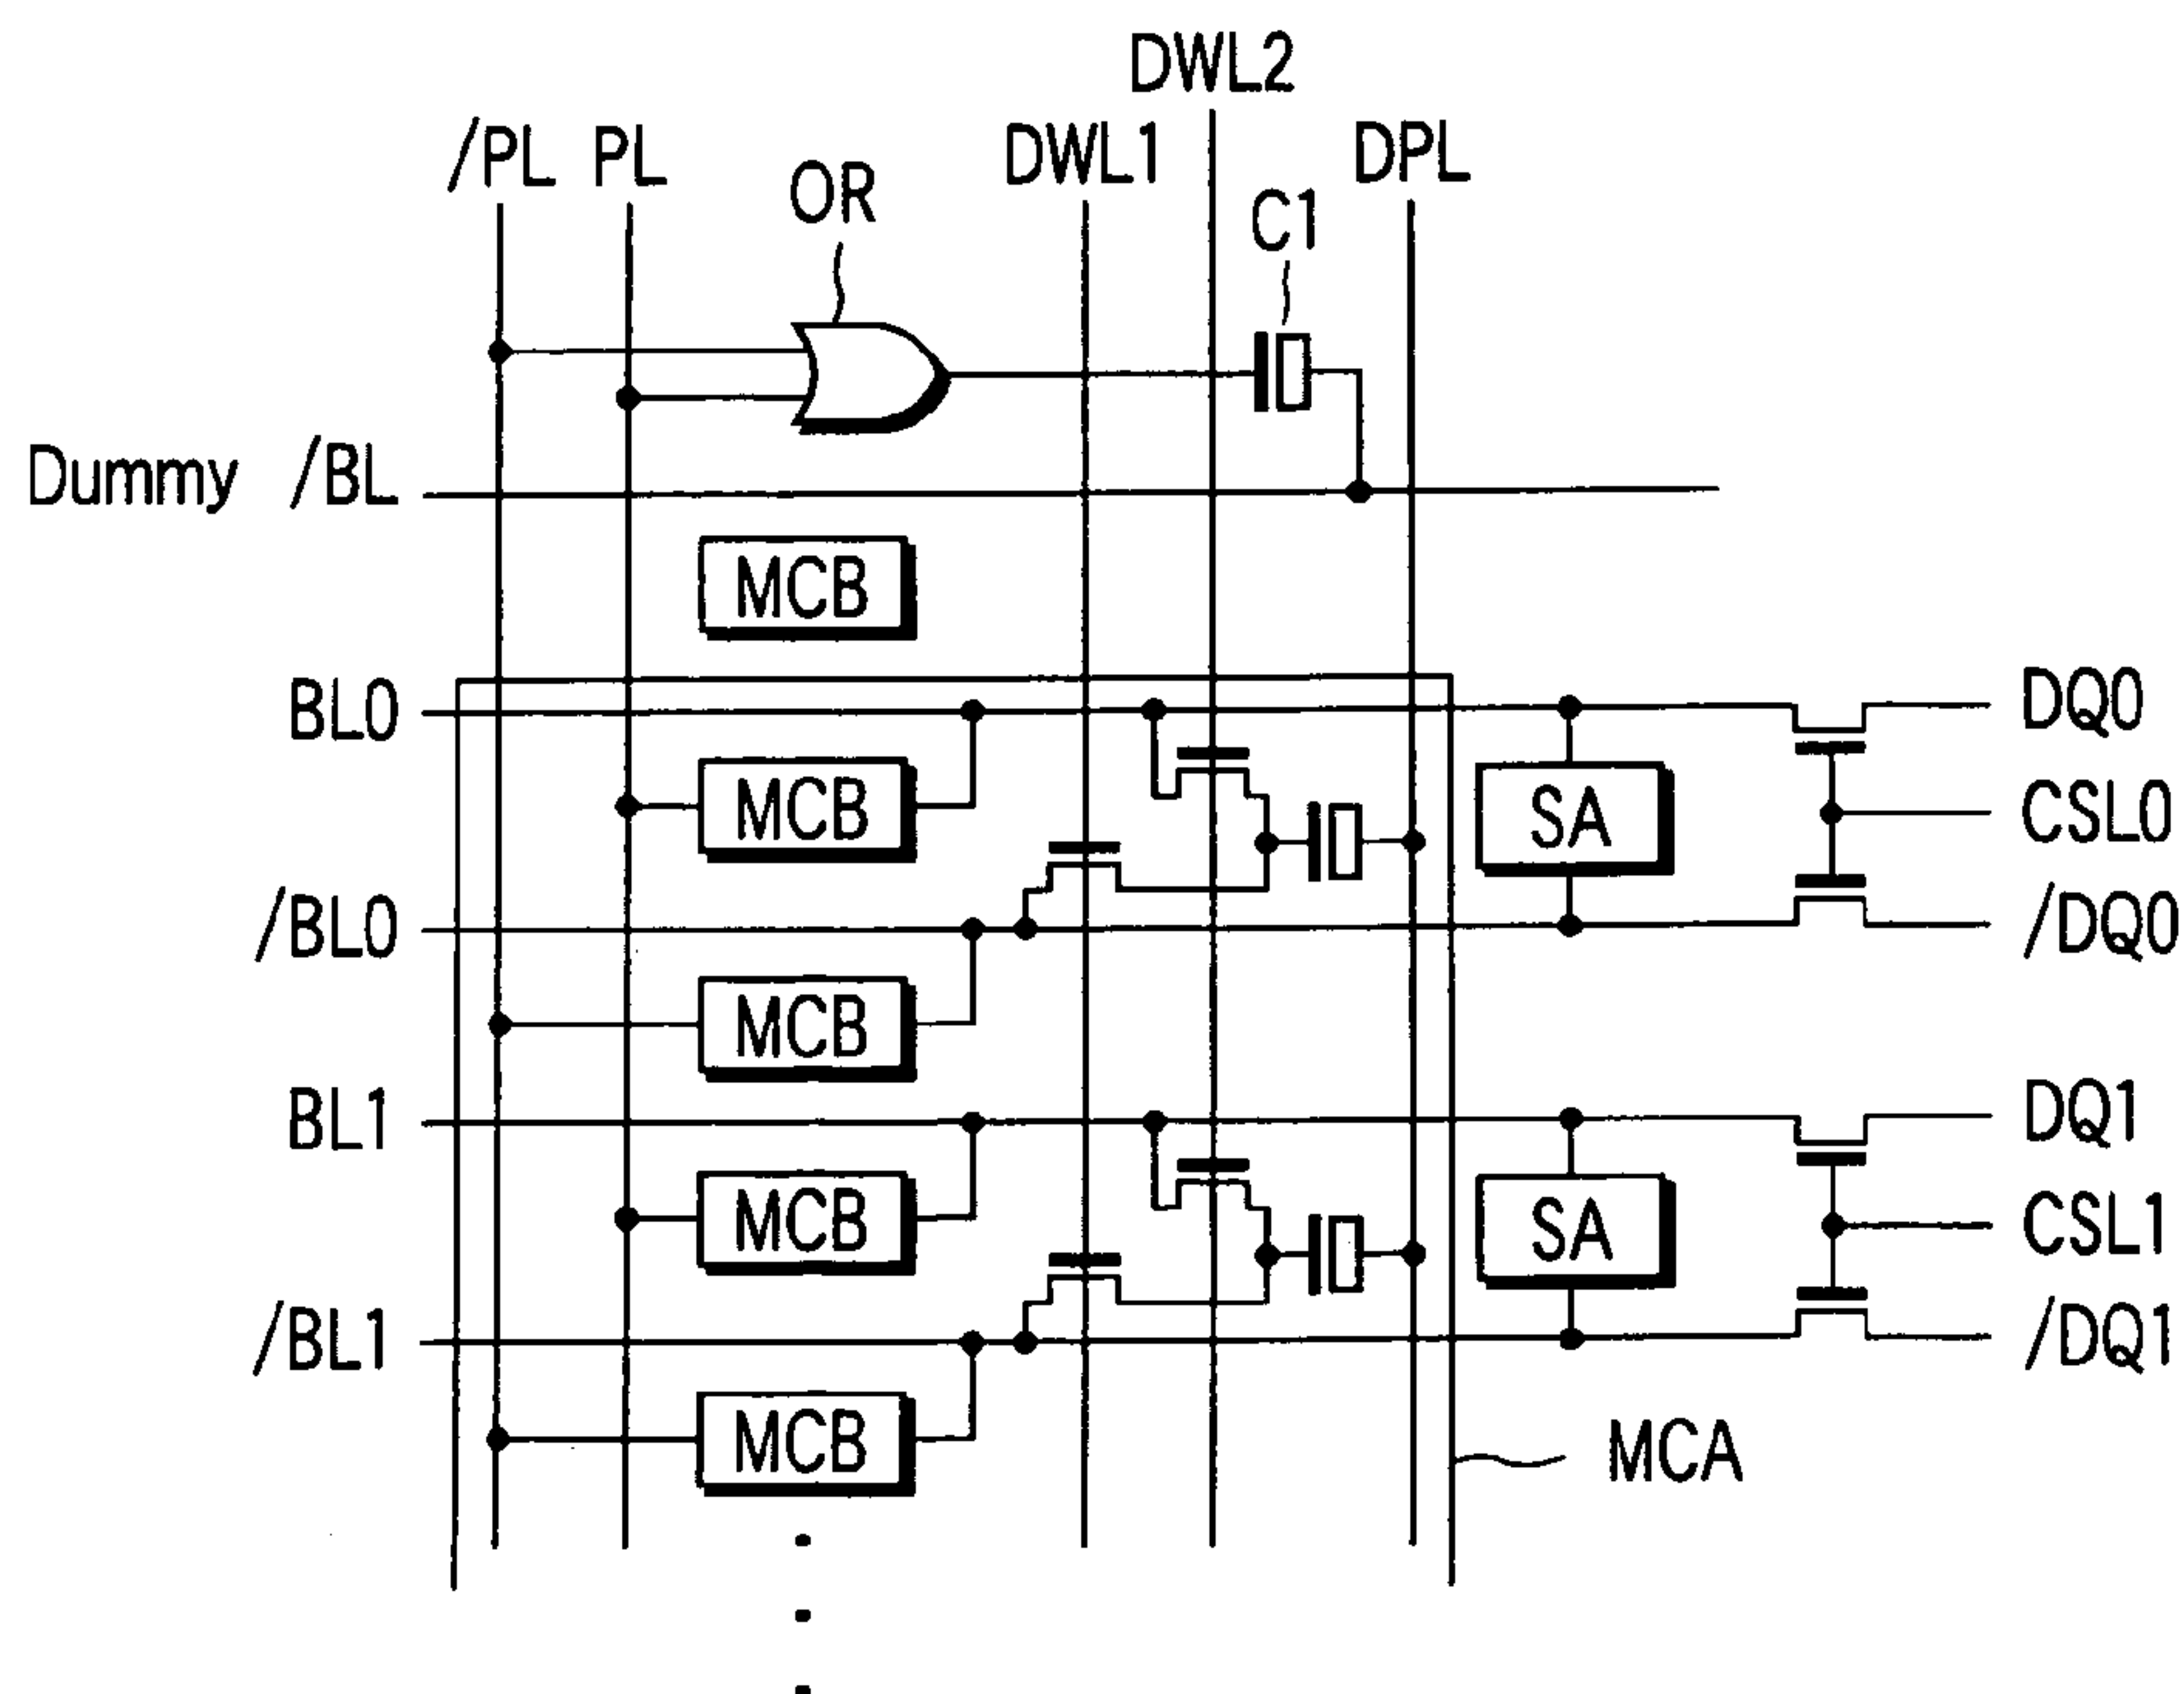 DWL2
/PL PL OR DWL1 C1 DPL
Dummy /BL
MCB
BL0 DQ0
MCB SA CSL0
/BL0 /DQ0
MCB
BL1 DQ1
MCB SA CSL1
/BL1 /DQ1
MCB MCA